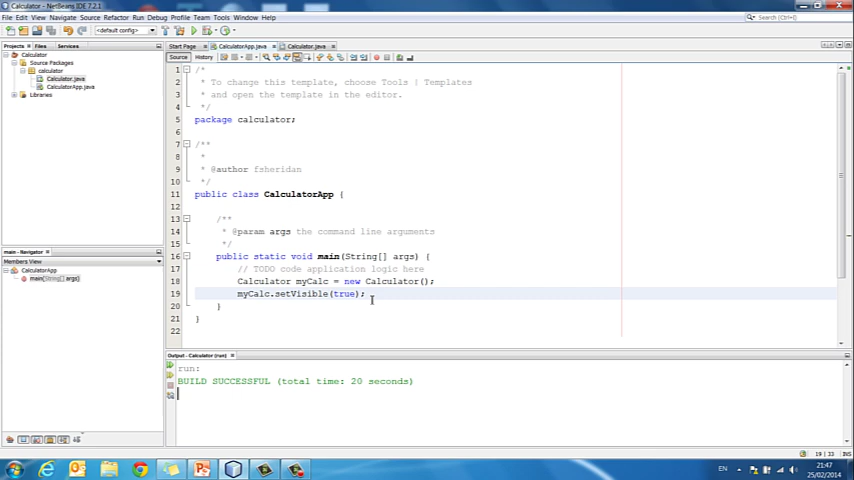 Calculator - NetBeans IDE 7.2.1
File Edit View Navigate Source Refactor Run Debug Profile Team Tools Window Help
Search (Ctrl+I)
<default config>
Projects Files Services
Start Page CalculatorApp.java Calculator.java
Source History
Calculator
Source Packages
calculator
Calculator.java
CalculatorApp.java
Libraries
1 /*
2 * To change this template, choose Tools | Templates
3 * and open the template in the editor.
4 */
5 package calculator;
6
7 /**
8 *
9 * @author fsheridan
10 */
11 public class CalculatorApp {
12
13 /**
14 * @param args the command line arguments
15 */
16 public static void main(String[] args) {
17 // TODO code application logic here
18 Calculator myCalc = new Calculator();
19 myCalc.setVisible(true);
20 }
21 }
22
main - Navigator
Members View
CalculatorApp
main(String[] args)
Output - Calculator (run)
run:
BUILD SUCCESSFUL (total time: 20 seconds)
19 | 33 INS
EN
21:47
25/02/2014